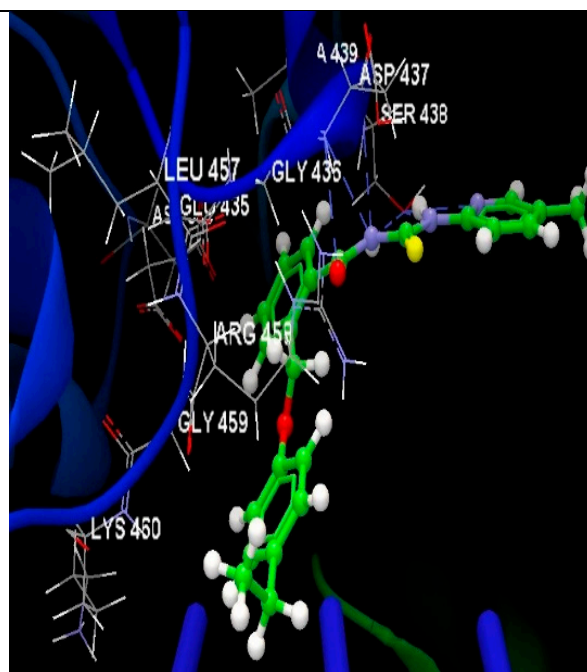 A 439
ASP 437
SER 438
LEU 457
GLY 436
GLU 435
ARG 458
GLY 459
LYS 460